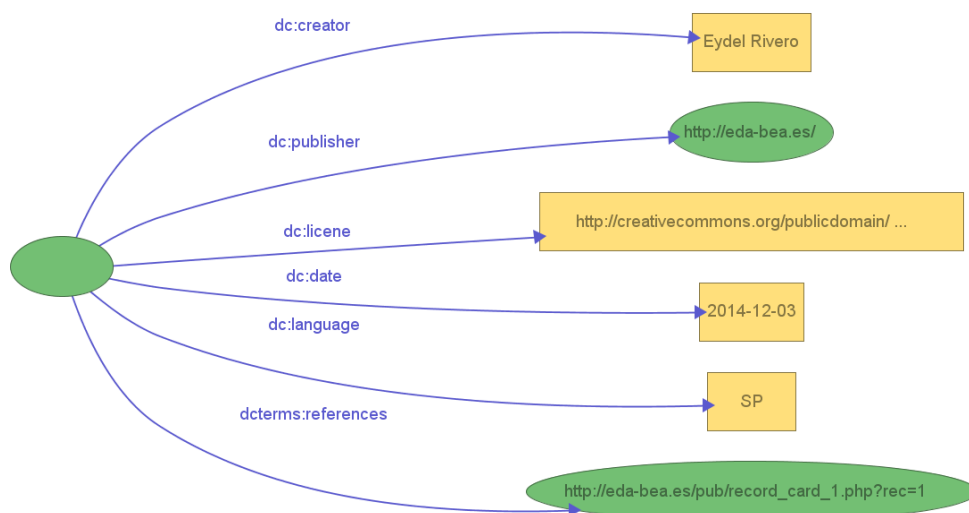 dc:creator
Eydel Rivero
dc:publisher
http://eda-bea.es/
dc:licene
http://creativecommons.org/publicdomain/ ...
dc:date
2014-12-03
dc:language
SP
dcterms:references
http://eda-bea.es/pub/record_card_1.php?rec=1